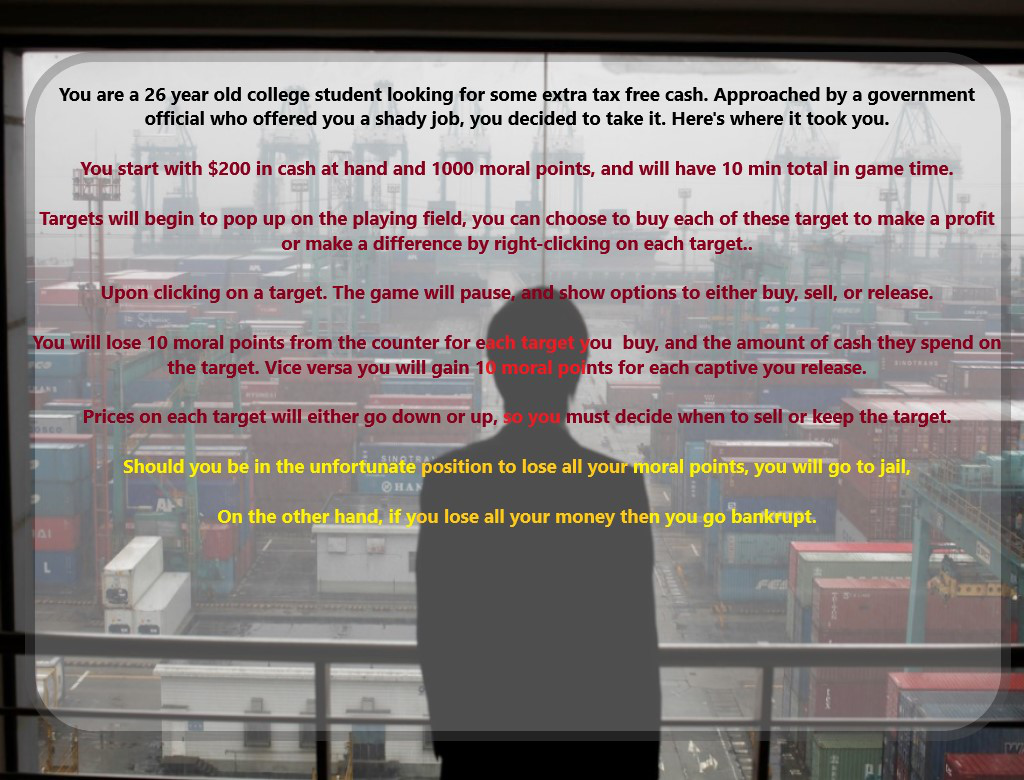 You are a 26 year old college student looking for some extra tax free cash. Approached by a government
official who offered you a shady job, you decided to take it. Here's where it took you.
You start with $200 in cash at hand and 1000 moral points, and will have 10 min total in game time.
Targets will begin to pop up on the playing field, you can choose to buy each of these target to make a profit
or make a difference by right-clicking on each target..
Upon clicking on a target. The game will pause, and show options to either buy, sell, or release.
You will lose 10 moral points from the counter for each target you  buy, and the amount of cash they spend on
the target. Vice versa you will gain 10 moral points for each captive you release.
Prices on each target will either go down or up, so you must decide when to sell or keep the target.
SINOTRANS
HAN
Should you be in the unfortunate position to lose all your moral points, you will go to jail,
On the other hand, if you lose all your money then you go bankrupt.